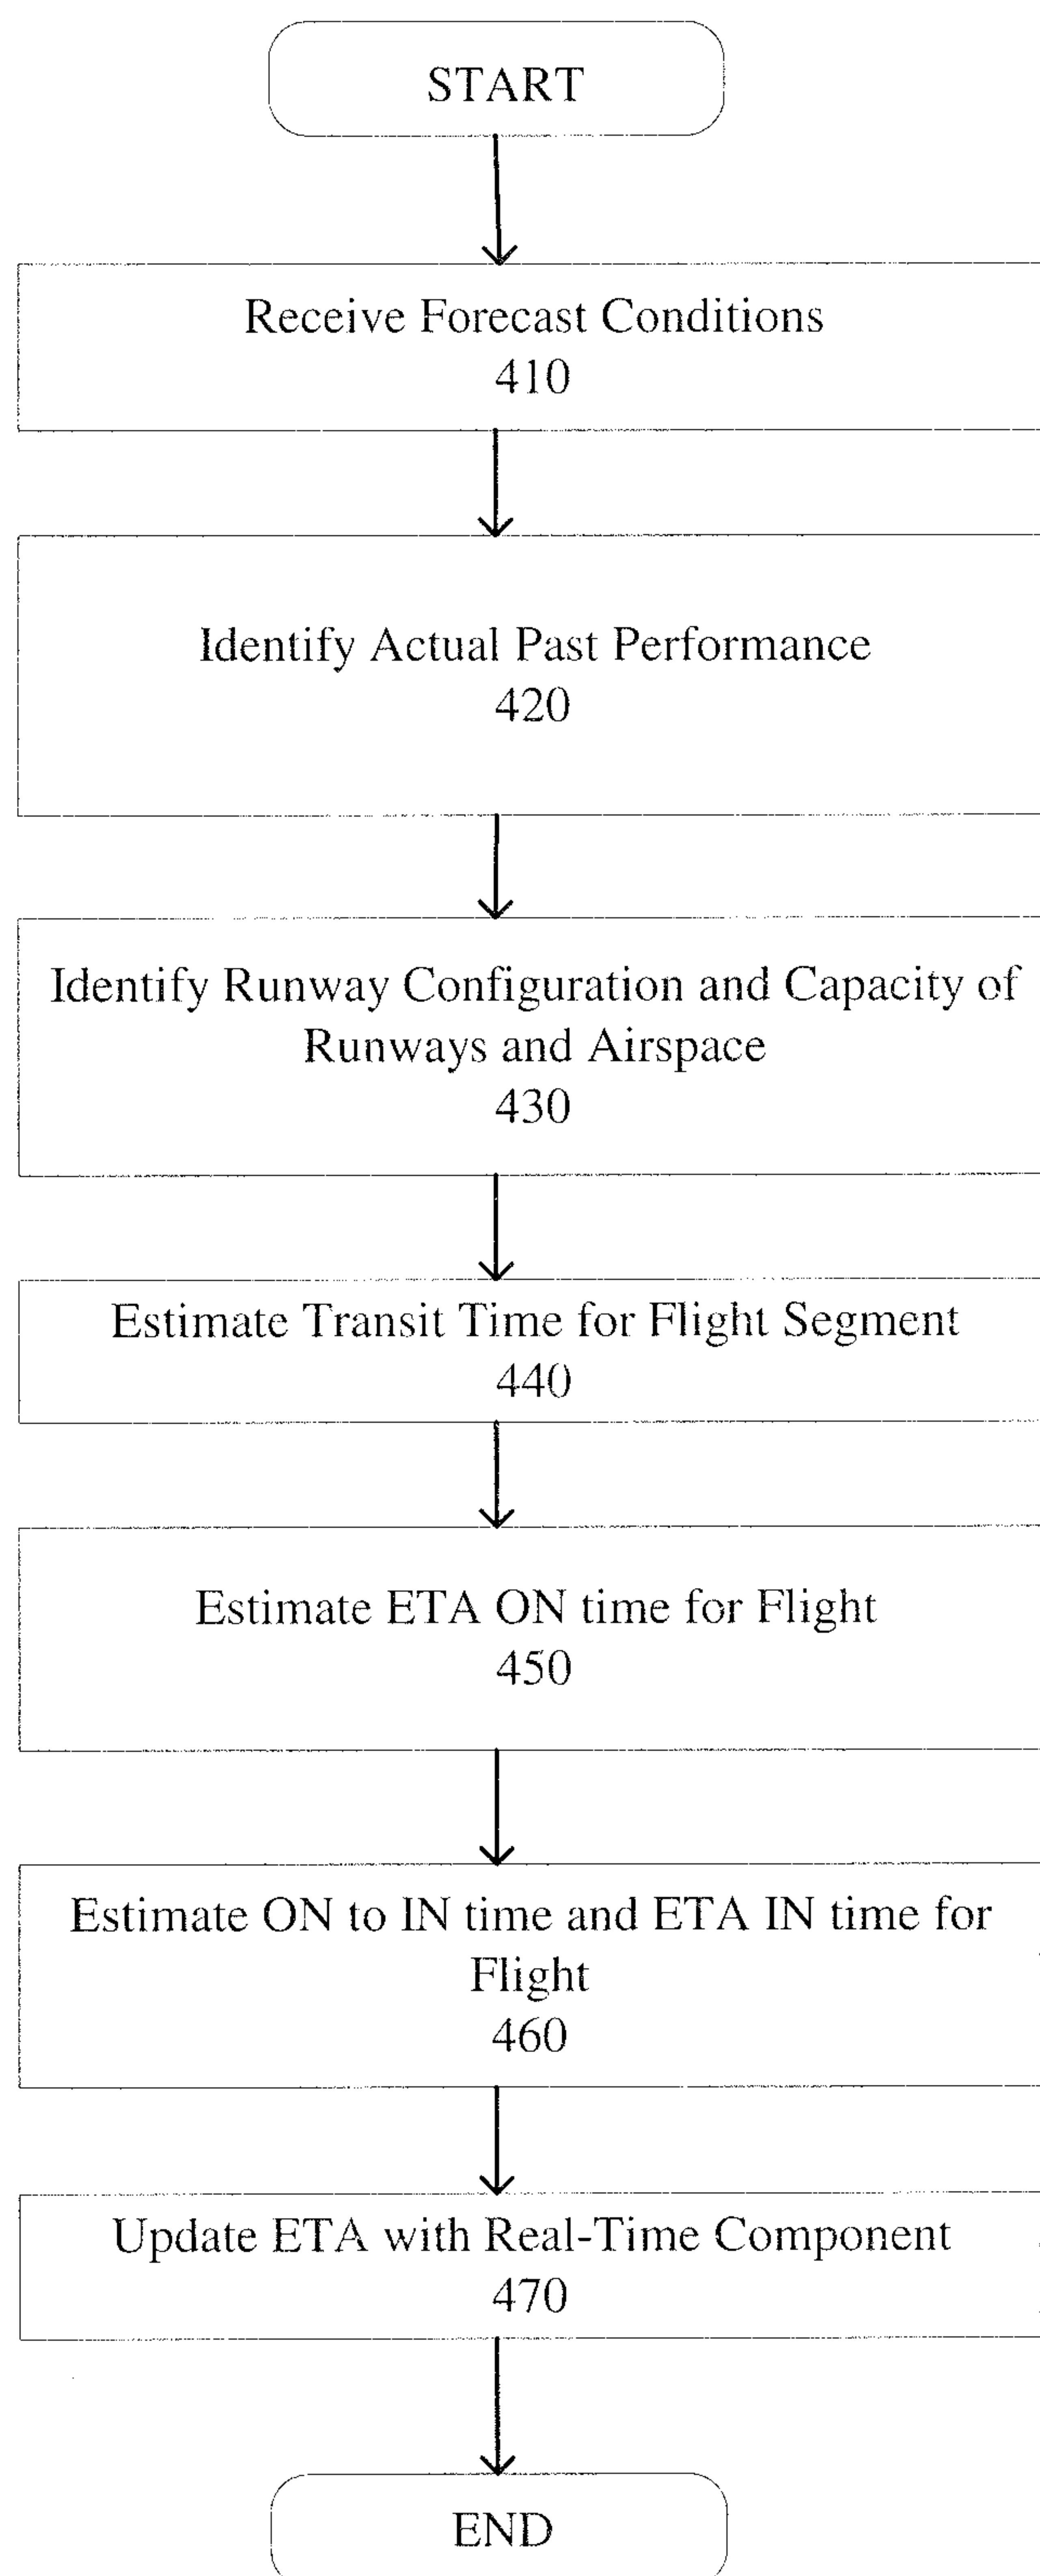 START
Receive Forecast Conditions
410
Identify Actual Past Performance
420
Identify Runway Configuration and Capacity of
Runways and Airspace
430
Estimate Transit Time for Flight Segment
440
Estimate ETA ON time for Flight
450
Estimate ON to IN time and ETA IN time for
Flight
460
Update ETA with Real-Time Component
470
END